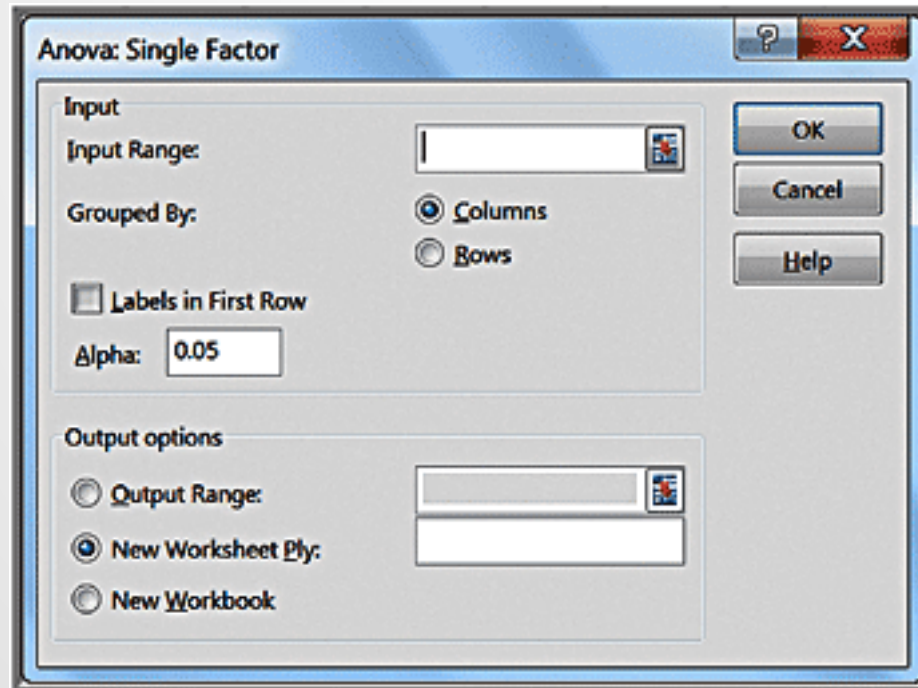 Anova: Single Factor
?
X
Input
Input Range:
OK
Cancel
Grouped By:
Columns
Rows
Help
Labels in First Row
Alpha: 0.05
Output options
Output Range:
New Worksheet Ply:
New Workbook